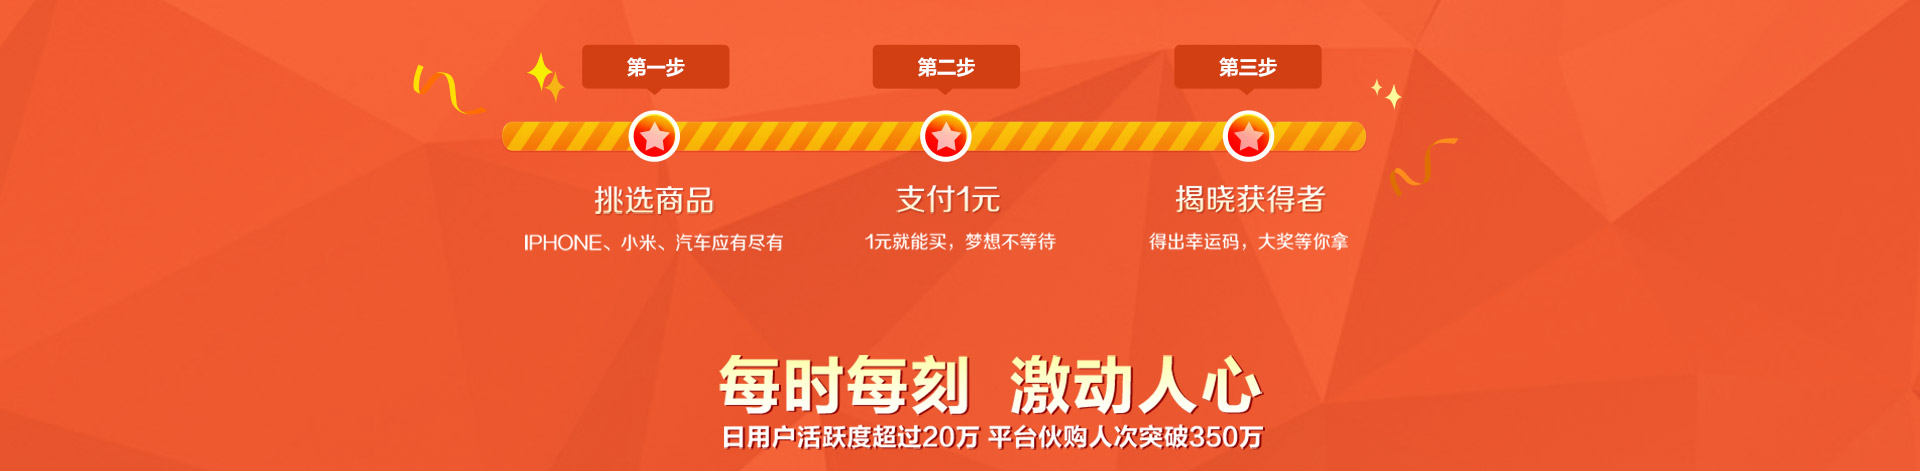 第一步 第二步 第三步
挑选商品 支付1元 揭晓获得者
IPHONE、小米、汽车应有尽有 1元就能买，梦想不等待 得出幸运码，大奖等你拿
每时每刻 激动人心
日用户活跃度超过20万 平台伙购人次突破350万